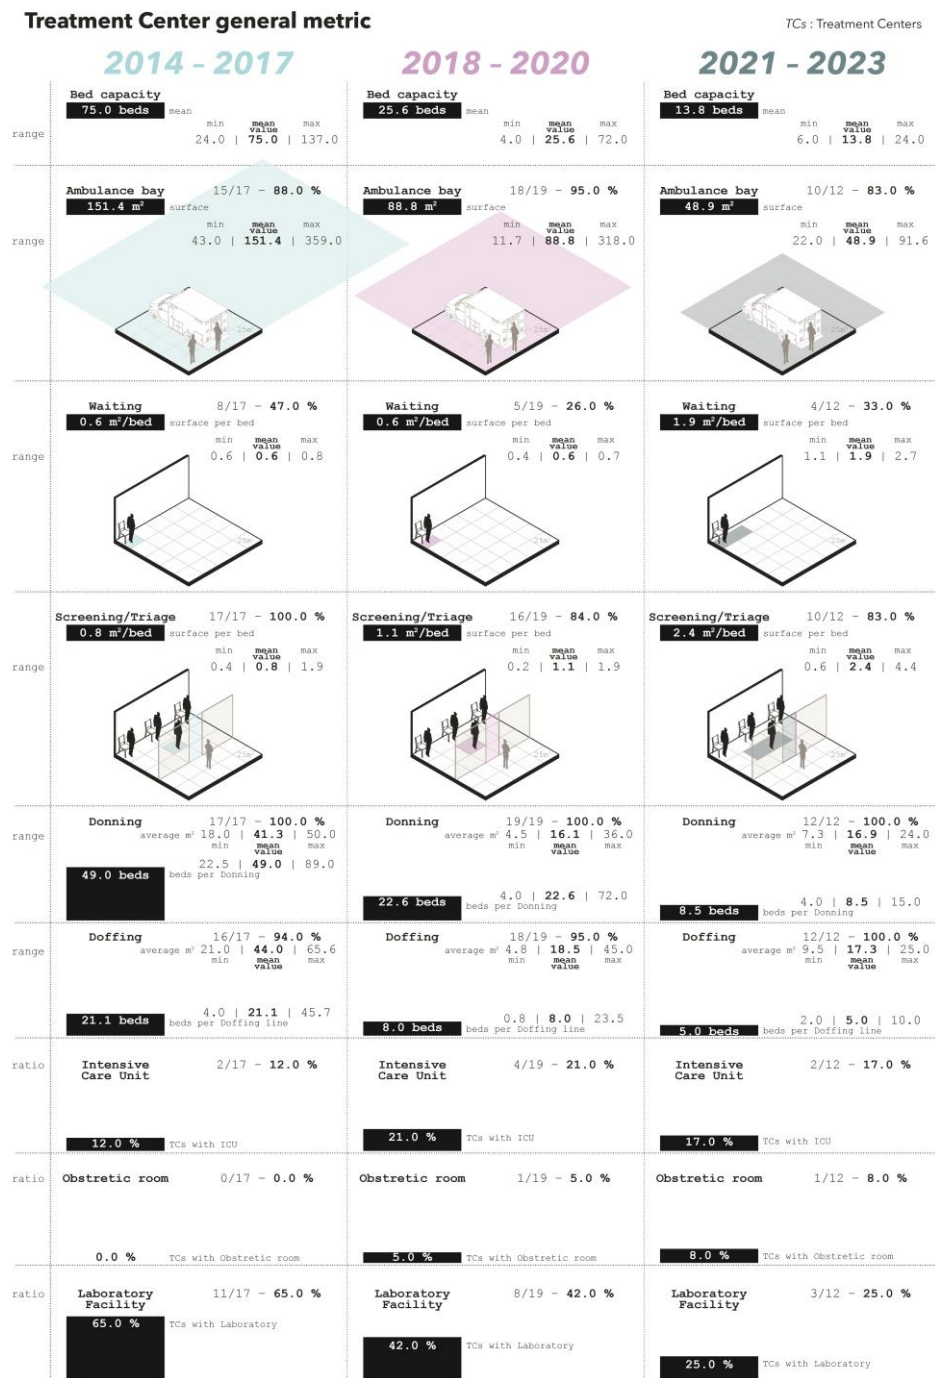 Treatment Center general metric
TCs : Treatment Centers
2014 – 2017
2018 – 2020
2021 – 2023
Bed capacity
75.0 beds mean
min mean value max
range 24.0 | 75.0 | 137.0
Bed capacity
25.6 beds mean
min mean value max
4.0 | 25.6 | 72.0
Bed capacity
13.8 beds mean
min mean value max
6.0 | 13.8 | 24.0
Ambulance bay 15/17 – 88.0 %
151.4 m² surface
min mean value max
range 43.0 | 151.4 | 359.0
25m
Ambulance bay 18/19 – 95.0 %
88.8 m² surface
min mean value max
11.7 | 88.8 | 318.0
25m
Ambulance bay 10/12 – 83.0 %
48.9 m² surface
min mean value max
22.0 | 48.9 | 91.6
25m
Waiting 8/17 – 47.0 %
0.6 m²/bed surface per bed
min mean value max
range 0.6 | 0.6 | 0.8
25m
Waiting 5/19 – 26.0 %
0.6 m²/bed surface per bed
min mean value max
0.4 | 0.6 | 0.7
25m
Waiting 4/12 – 33.0 %
1.9 m²/bed surface per bed
min mean value max
1.1 | 1.9 | 2.7
25m
Screening/Triage 17/17 – 100.0 %
0.8 m²/bed surface per bed
min mean value max
range 0.4 | 0.8 | 1.9
25m
Screening/Triage 16/19 – 84.0 %
1.1 m²/bed surface per bed
min mean value max
0.2 | 1.1 | 1.9
25m
Screening/Triage 10/12 – 83.0 %
2.4 m²/bed surface per bed
min mean value max
0.6 | 2.4 | 4.4
25m
Donning 17/17 – 100.0 %
range average m² 18.0 | 41.3 | 50.0
min mean value max
22.5 | 49.0 | 89.0
49.0 beds beds per Donning
Donning 19/19 – 100.0 %
average m² 4.5 | 16.1 | 36.0
min mean value max
4.0 | 22.6 | 72.0
22.6 beds beds per Donning
Donning 12/12 – 100.0 %
average m² 7.3 | 16.9 | 24.0
min mean value max
4.0 | 8.5 | 15.0
8.5 beds beds per Donning
Doffing 16/17 – 94.0 %
range average m² 21.0 | 44.0 | 65.6
min mean value max
4.0 | 21.1 | 45.7
21.1 beds beds per Doffing line
Doffing 18/19 – 95.0 %
average m² 4.8 | 18.5 | 45.0
min mean value max
0.8 | 8.0 | 23.5
8.0 beds beds per Doffing line
Doffing 12/12 – 100.0 %
average m² 9.5 | 17.3 | 25.0
min mean value max
2.0 | 5.0 | 10.0
5.0 beds beds per Doffing line
ratio Intensive Care Unit 2/17 – 12.0 %
12.0 % TCs with ICU
Intensive Care Unit 4/19 – 21.0 %
21.0 % TCs with ICU
Intensive Care Unit 2/12 – 17.0 %
17.0 % TCs with ICU
ratio Obstretic room 0/17 – 0.0 %
0.0 % TCs with Obstretic room
Obstretic room 1/19 – 5.0 %
5.0 % TCs with Obstretic room
Obstretic room 1/12 – 8.0 %
8.0 % TCs with Obstretic room
ratio Laboratory Facility 11/17 – 65.0 %
65.0 % TCs with Laboratory
Laboratory Facility 8/19 – 42.0 %
42.0 % TCs with Laboratory
Laboratory Facility 3/12 – 25.0 %
25.0 % TCs with Laboratory